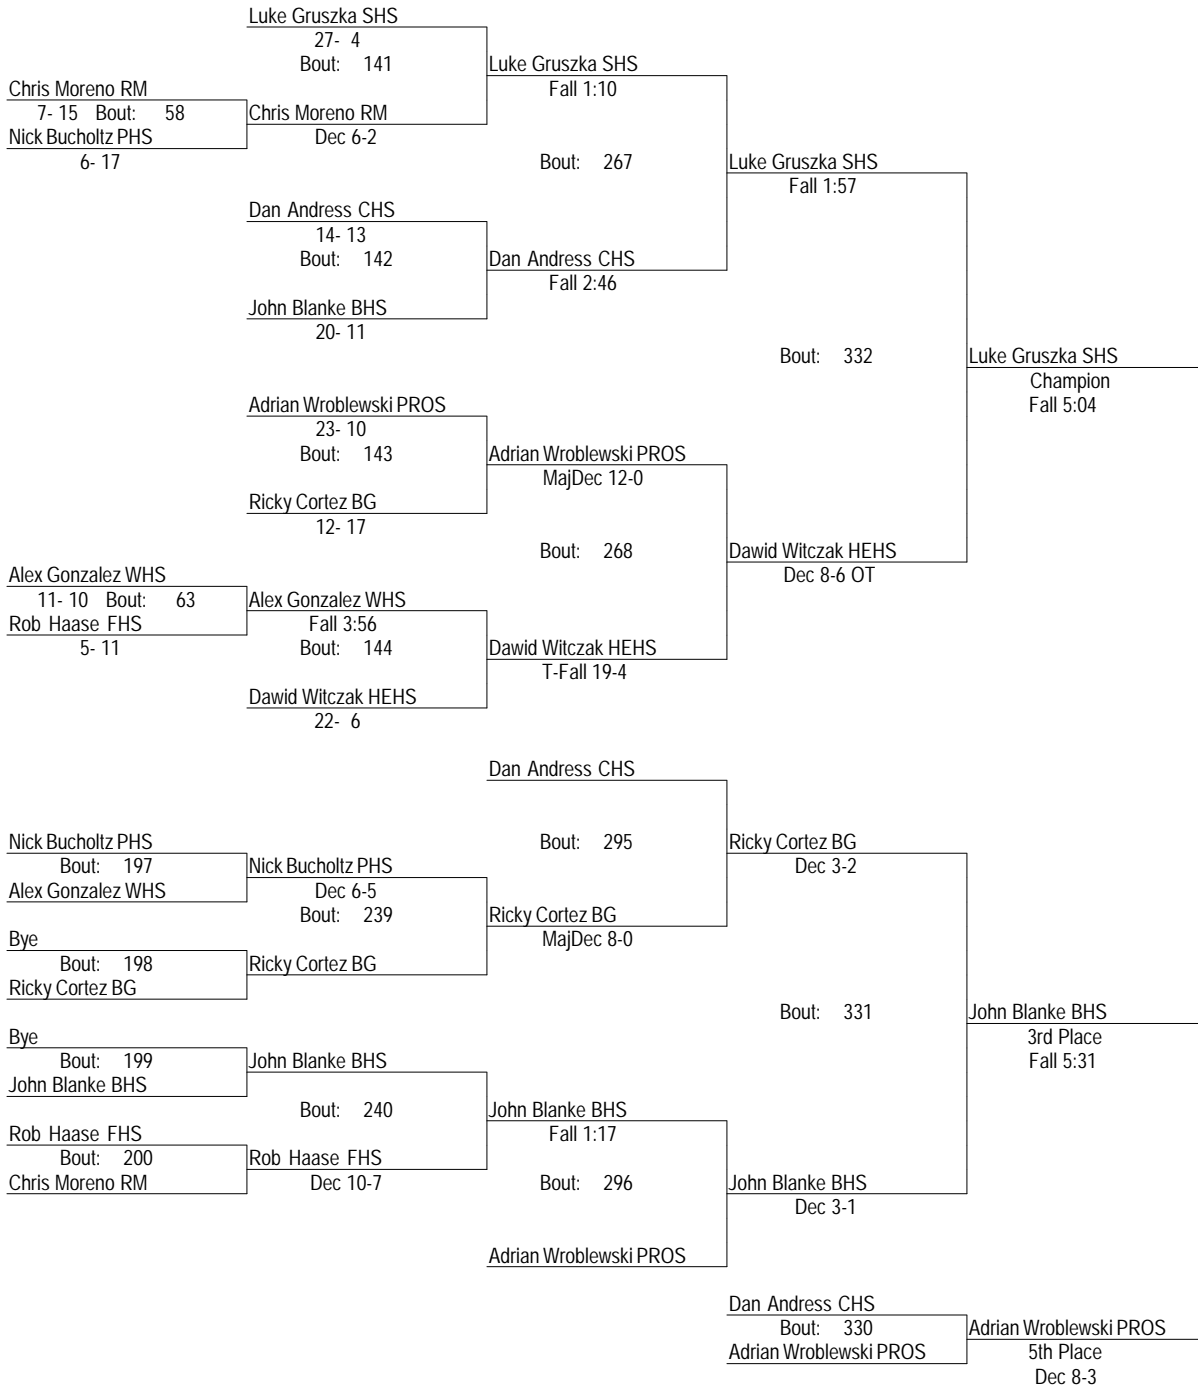 Luke Gruszka SHS
27- 4
Bout: 141
Luke Gruszka SHS
Fall 1:10
Chris Moreno RM
7- 15 Bout: 58
Chris Moreno RM
Dec 6-2
Nick Bucholtz PHS
6- 17
Bout: 267
Luke Gruszka SHS
Fall 1:57
Dan Andress CHS
14- 13
Bout: 142
Dan Andress CHS
Fall 2:46
John Blanke BHS
20- 11
Bout: 332
Luke Gruszka SHS
Champion
Fall 5:04
Adrian Wroblewski PROS
23- 10
Bout: 143
Adrian Wroblewski PROS
MajDec 12-0
Ricky Cortez BG
12- 17
Bout: 268
Dawid Witczak HEHS
Dec 8-6 OT
Alex Gonzalez WHS
11- 10 Bout: 63
Alex Gonzalez WHS
Fall 3:56
Rob Haase FHS
5- 11
Bout: 144
Dawid Witczak HEHS
T-Fall 19-4
Dawid Witczak HEHS
22- 6
Dan Andress CHS
Bout: 295
Ricky Cortez BG
Dec 3-2
Nick Bucholtz PHS
Bout: 197
Nick Bucholtz PHS
Dec 6-5
Alex Gonzalez WHS
Bout: 239
Ricky Cortez BG
MajDec 8-0
Bye
Bout: 198
Ricky Cortez BG
Ricky Cortez BG
Bout: 331
John Blanke BHS
3rd Place
Fall 5:31
Bye
Bout: 199
John Blanke BHS
John Blanke BHS
Bout: 240
John Blanke BHS
Fall 1:17
Rob Haase FHS
Bout: 200
Rob Haase FHS
Dec 10-7
Chris Moreno RM
Bout: 296
John Blanke BHS
Dec 3-1
Adrian Wroblewski PROS
Dan Andress CHS
Bout: 330
Adrian Wroblewski PROS
5th Place
Dec 8-3
Adrian Wroblewski PROS